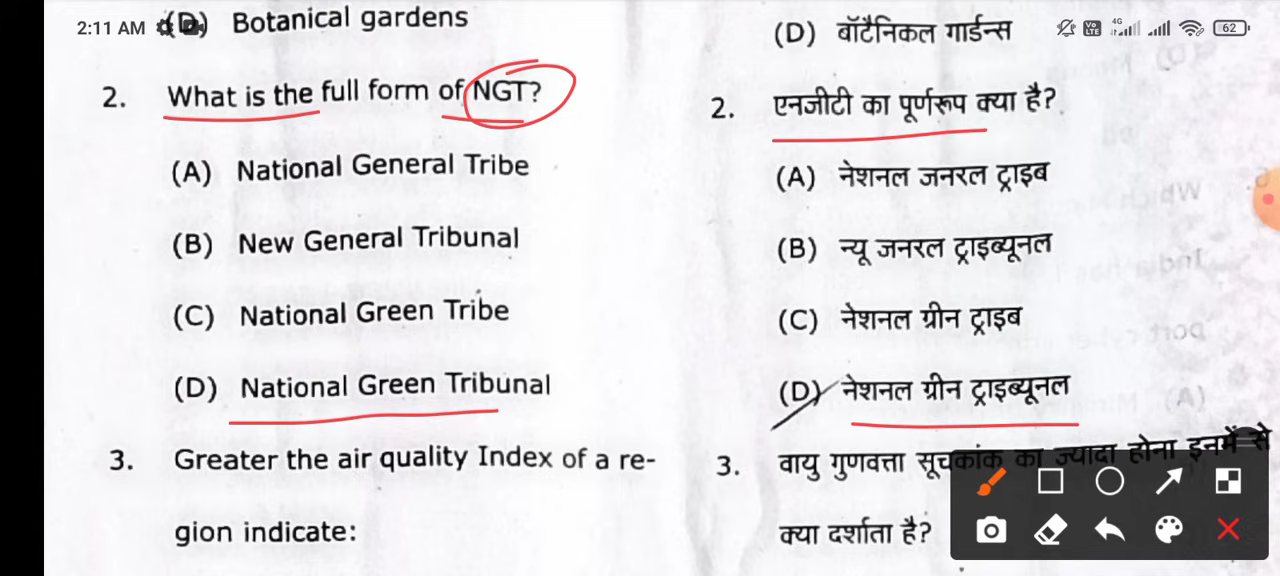 2:11 AM
(D) Botanical gardens
2. What is the full form of NGT?
(A) National General Tribe
(B) New General Tribunal
(C) National Green Tribe
(D) National Green Tribunal
3. Greater the air quality Index of a re-
gion indicate:
4G
62
(D) बॉटैनिकल गार्डन्स
2. एनजीटी का पूर्णरूप क्या है?
(A) नेशनल जनरल ट्राइब
(B) न्यू जनरल ट्राइब्यूनल
(C) नेशनल ग्रीन ट्राइब
(D) नेशनल ग्रीन ट्राइब्यूनल
3. वायु गुणवत्ता सूचकांक का ज्यादा होना इनमें से
क्या दर्शाता है?